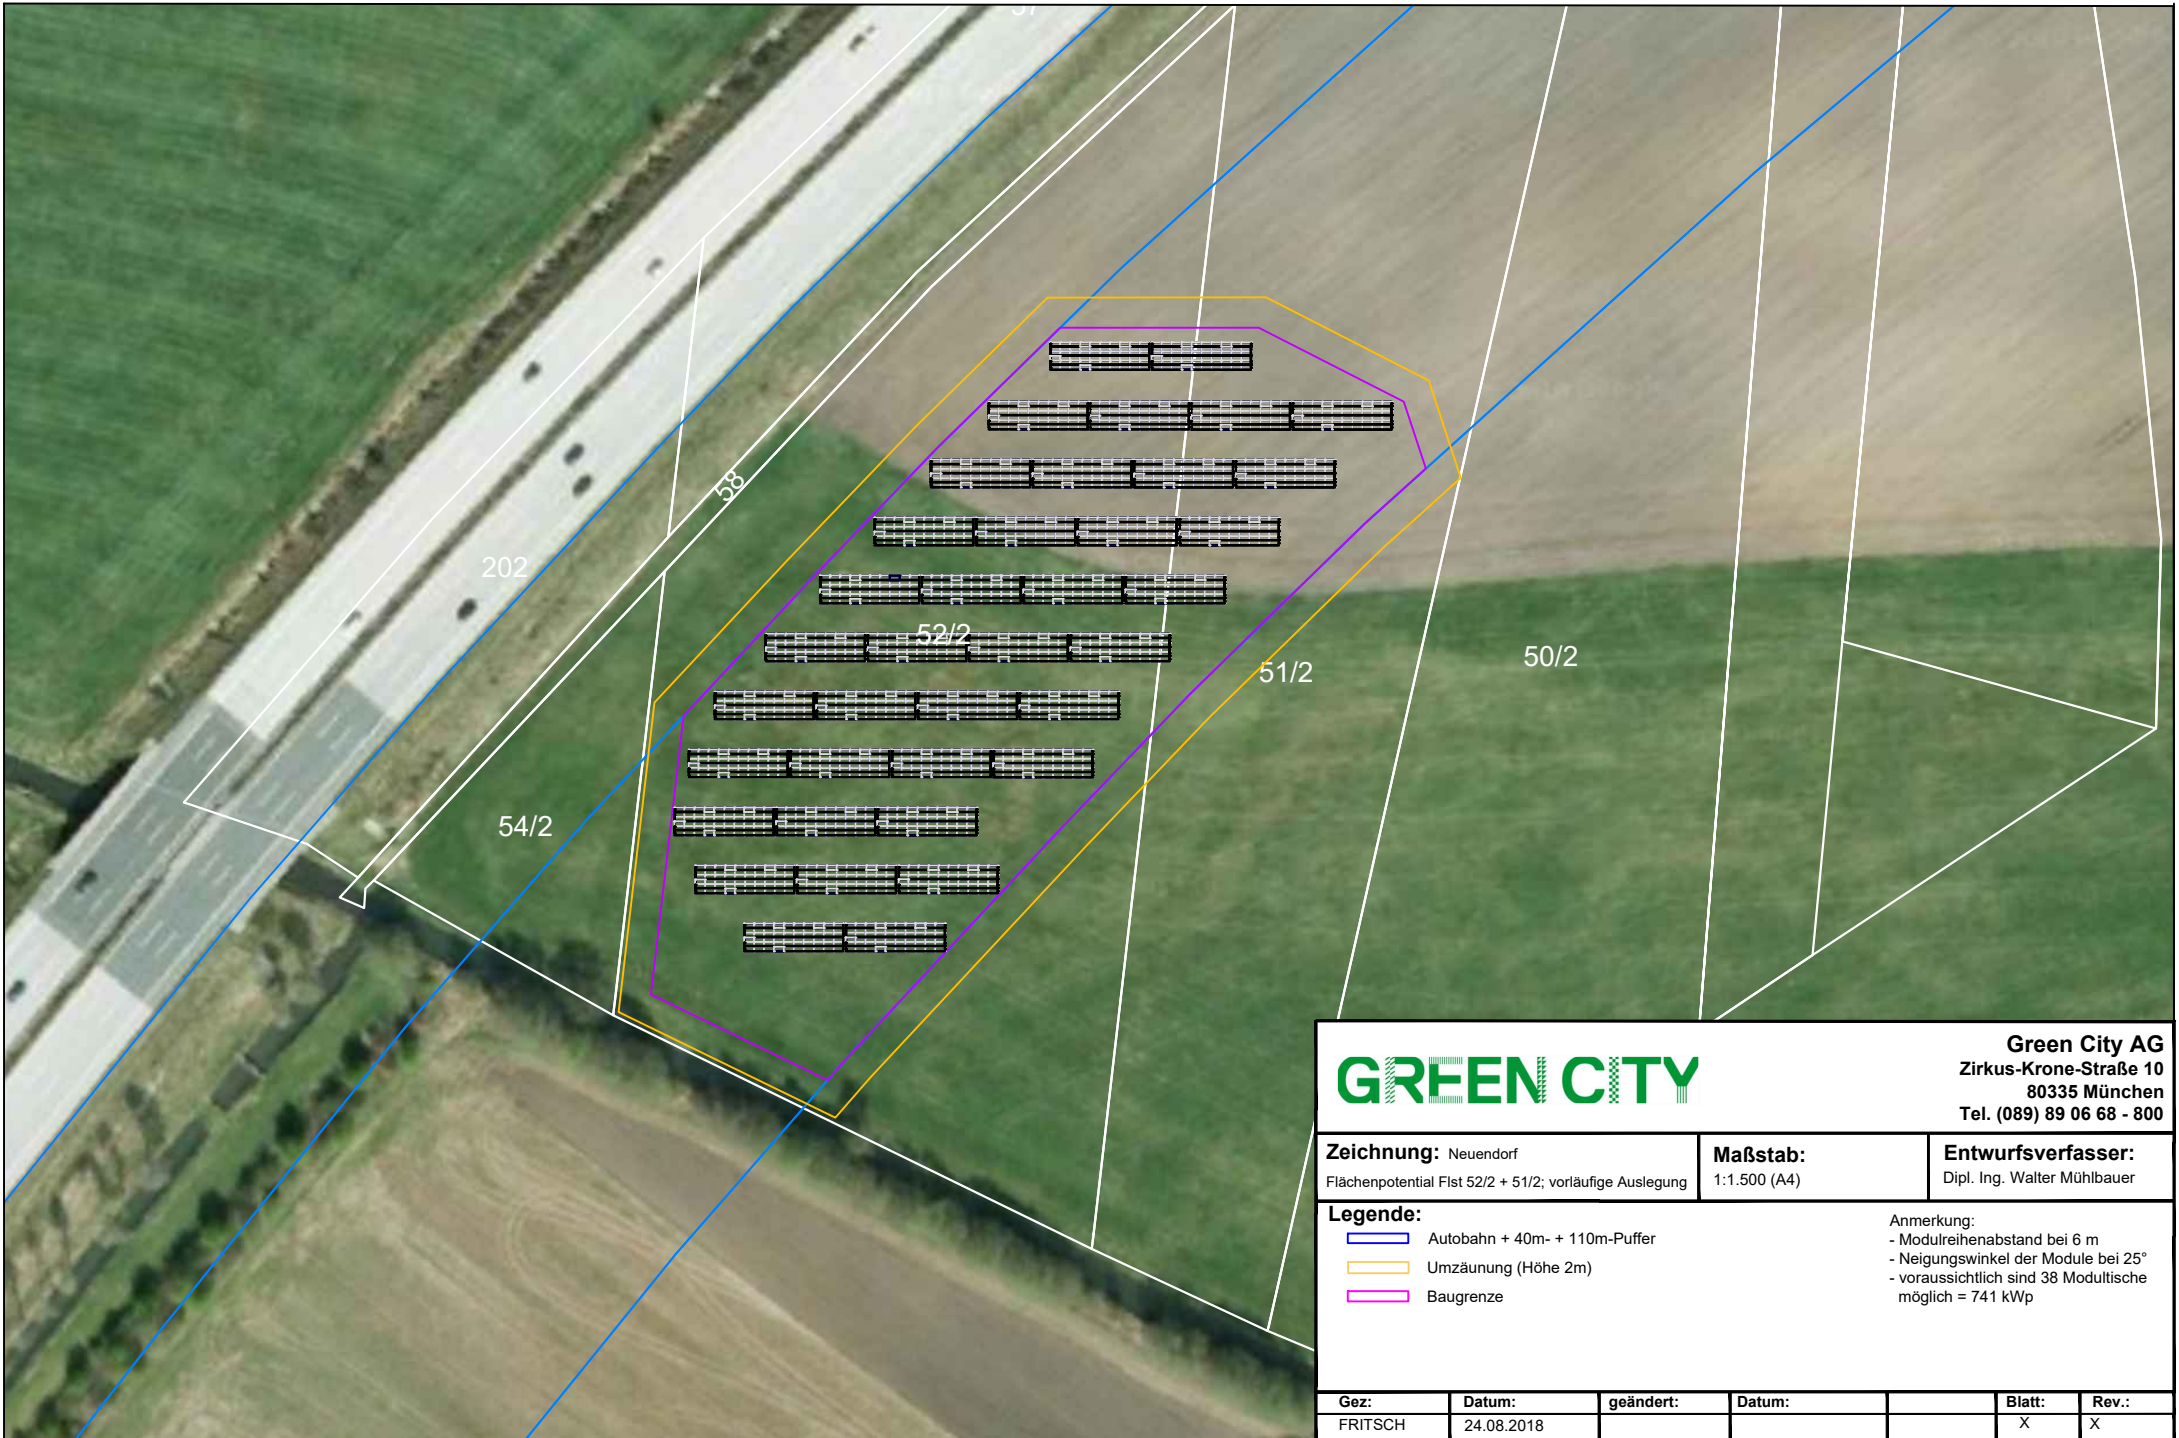 202
58
52/2
51/2
50/2
54/2
GREEN CITY
Green City AG
Zirkus-Krone-Straße 10
80335 München
Tel. (089) 89 06 68 - 800
Zeichnung: Neuendorf
Flächenpotential Flst 52/2 + 51/2; vorläufige Auslegung
Maßstab:
1:1.500 (A4)
Entwurfsverfasser:
Dipl. Ing. Walter Mühlbauer
Legende:
Autobahn + 40m- + 110m-Puffer
Umzäunung (Höhe 2m)
Baugrenze
Anmerkung:
- Modulreihenabstand bei 6 m
- Neigungswinkel der Module bei 25°
- voraussichtlich sind 38 Modultische
möglich = 741 kWp
Gez:
FRITSCH
Datum:
24.08.2018
geändert:
Datum:
Blatt:
X
Rev.:
X